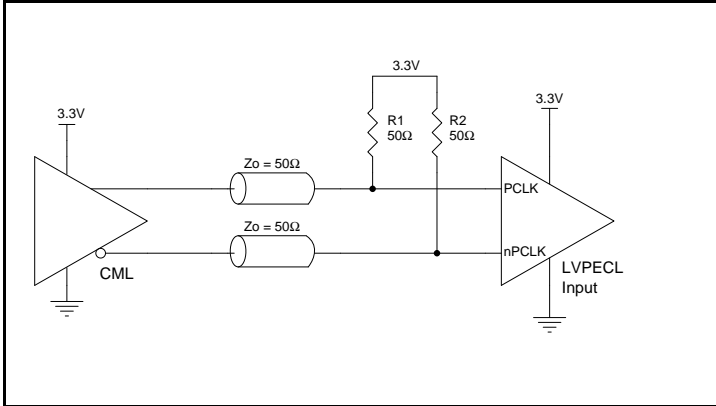 3.3V
3.3V
3.3V
R1
50Ω
R2
50Ω
Zo = 50Ω
PCLK
Zo = 50Ω
nPCLK
CML
LVPECL
Input